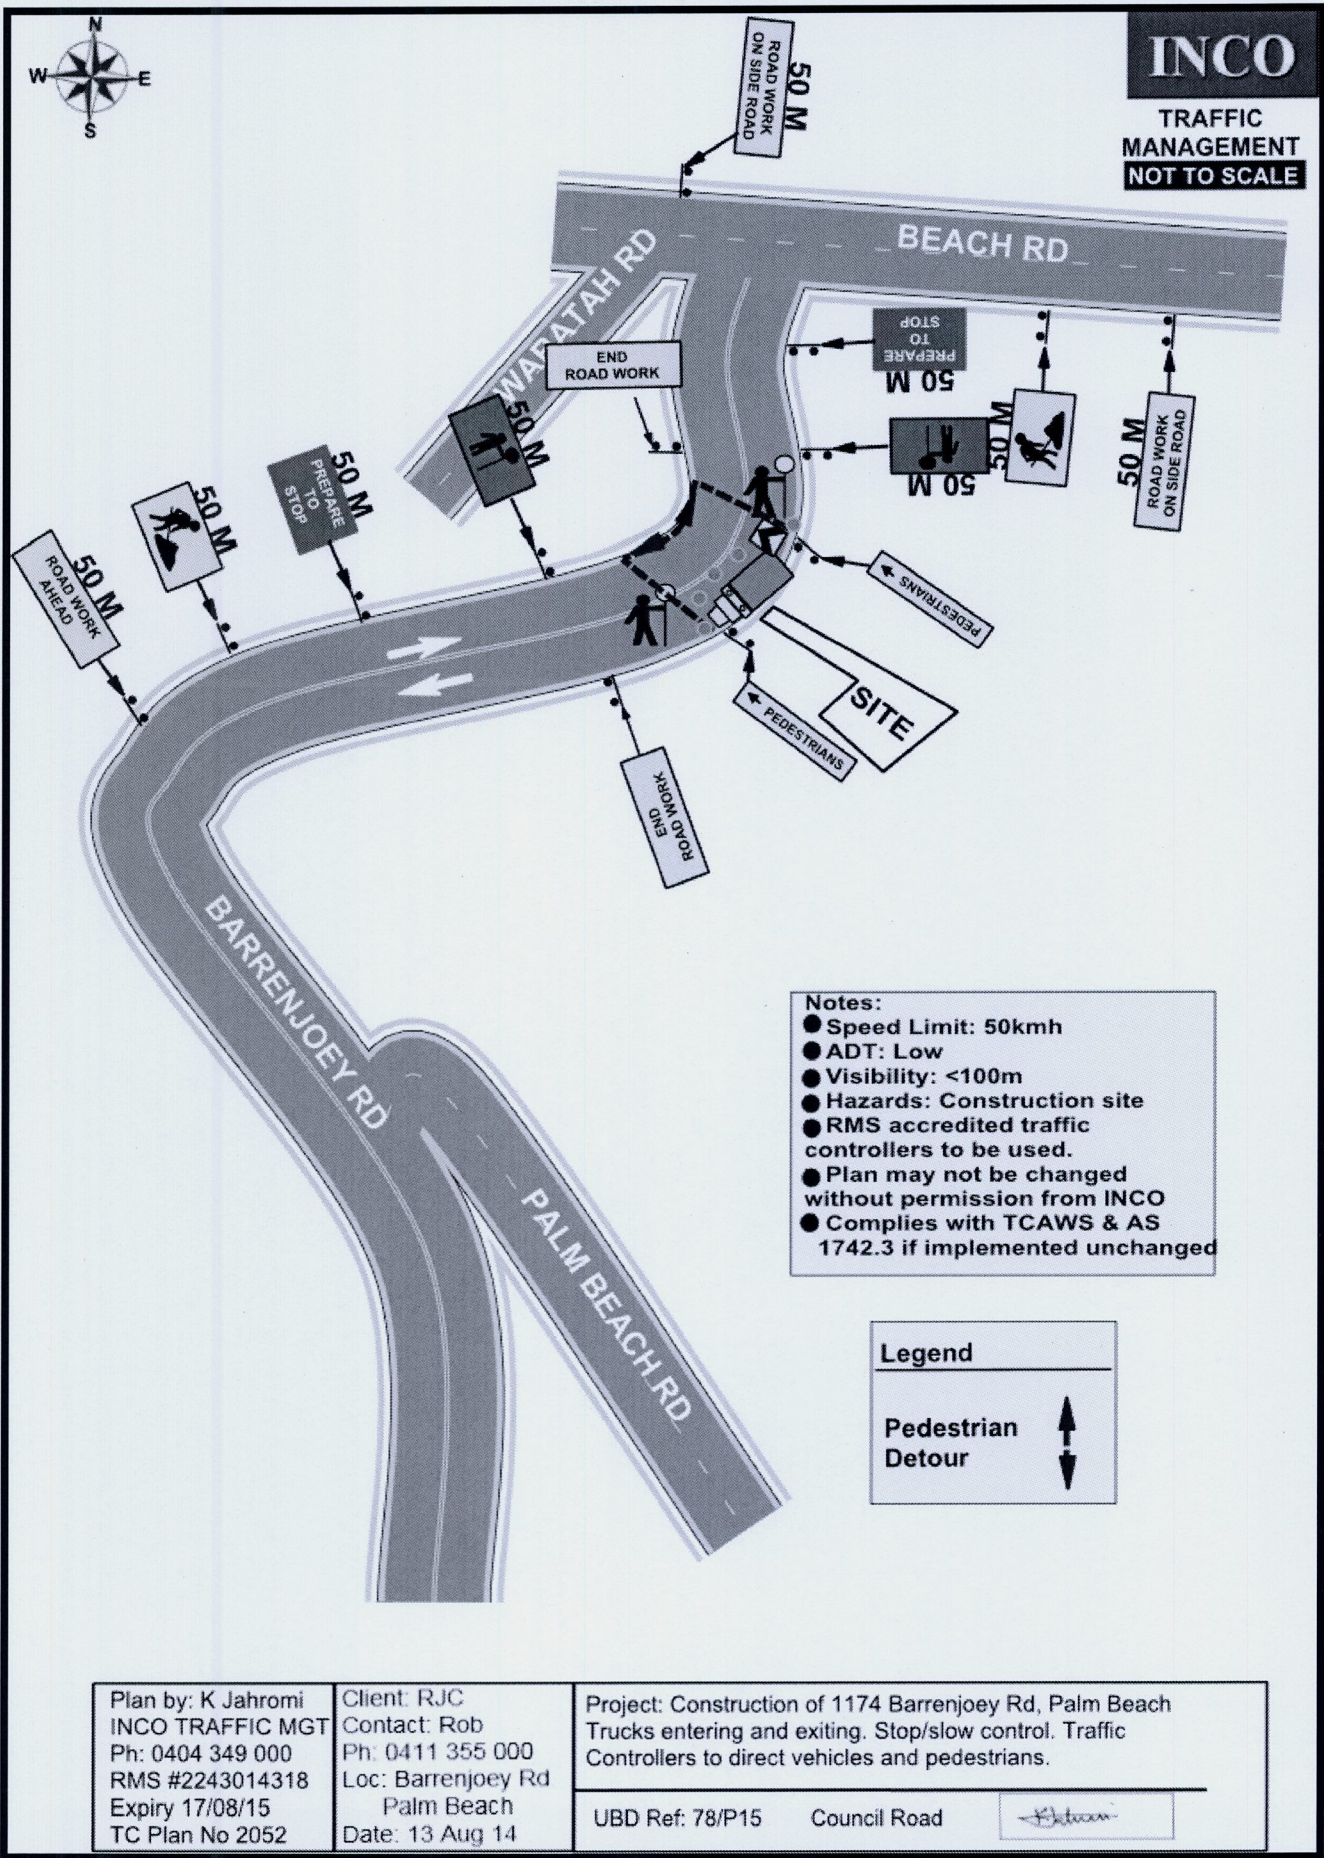 N
W
E
S
INCO
TRAFFIC
MANAGEMENT
NOT TO SCALE
ROAD WORK
ON SIDE ROAD
50 M
BEACH RD
WARATAH RD
END
ROAD WORK
PREPARE
TO
STOP
50 M
50 M
50 M
ROAD WORK
ON SIDE ROAD
50 M
50 M
PREPARE
TO
STOP
50 M
50 M
ROAD WORK
AHEAD
50 M
PEDESTRIANS
PEDESTRIANS
SITE
END
ROAD WORK
BARRENJOEY RD
PALM BEACH RD
Notes:
Speed Limit: 50kmh
ADT: Low
Visibility: <100m
Hazards: Construction site
RMS accredited traffic
controllers to be used.
Plan may not be changed
without permission from INCO
Complies with TCAWS & AS
1742.3 if implemented unchanged
Legend
Pedestrian
Detour
Plan by: K Jahromi
INCO TRAFFIC MGT
Ph: 0404 349 000
RMS #2243014318
Expiry 17/08/15
TC Plan No 2052
Client: RJC
Contact: Rob
Ph: 0411 355 000
Loc: Barrenjoey Rd
Palm Beach
Date: 13 Aug 14
Project: Construction of 1174 Barrenjoey Rd, Palm Beach
Trucks entering and exiting. Stop/slow control. Traffic
Controllers to direct vehicles and pedestrians.
UBD Ref: 78/P15 Council Road